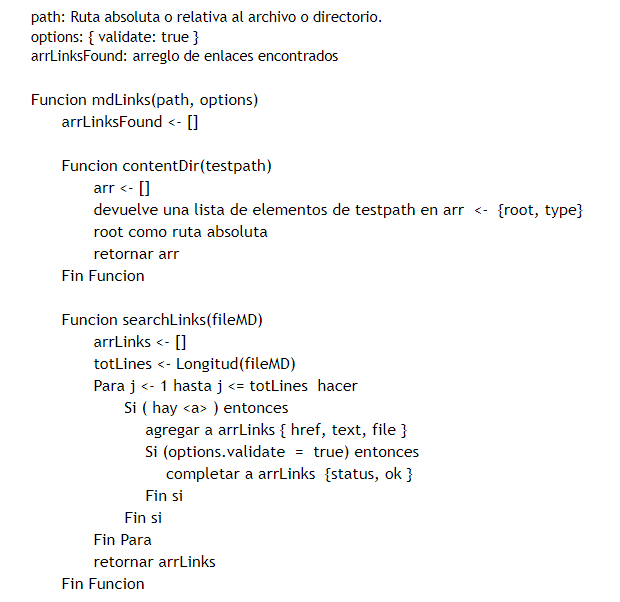 path: Ruta absoluta o relativa al archivo o directorio.
options: { validate: true }
arrLinksFound: arreglo de enlaces encontrados
Funcion mdLinks(path, options)
arrLinksFound <- []
Funcion contentDir(testpath)
arr <- []
devuelve una lista de elementos de testpath en arr <- {root, type}
root como ruta absoluta
retornar arr
Fin Funcion
Funcion searchLinks(fileMD)
arrLinks <- []
totLines <- Longitud(fileMD)
Para j <- 1 hasta j <= totLines hacer
Si ( hay <a> ) entonces
agregar a arrLinks { href, text, file }
Si (options.validate = true) entonces
completar a arrLinks {status, ok }
Fin si
Fin si
Fin Para
retornar arrLinks
Fin Funcion